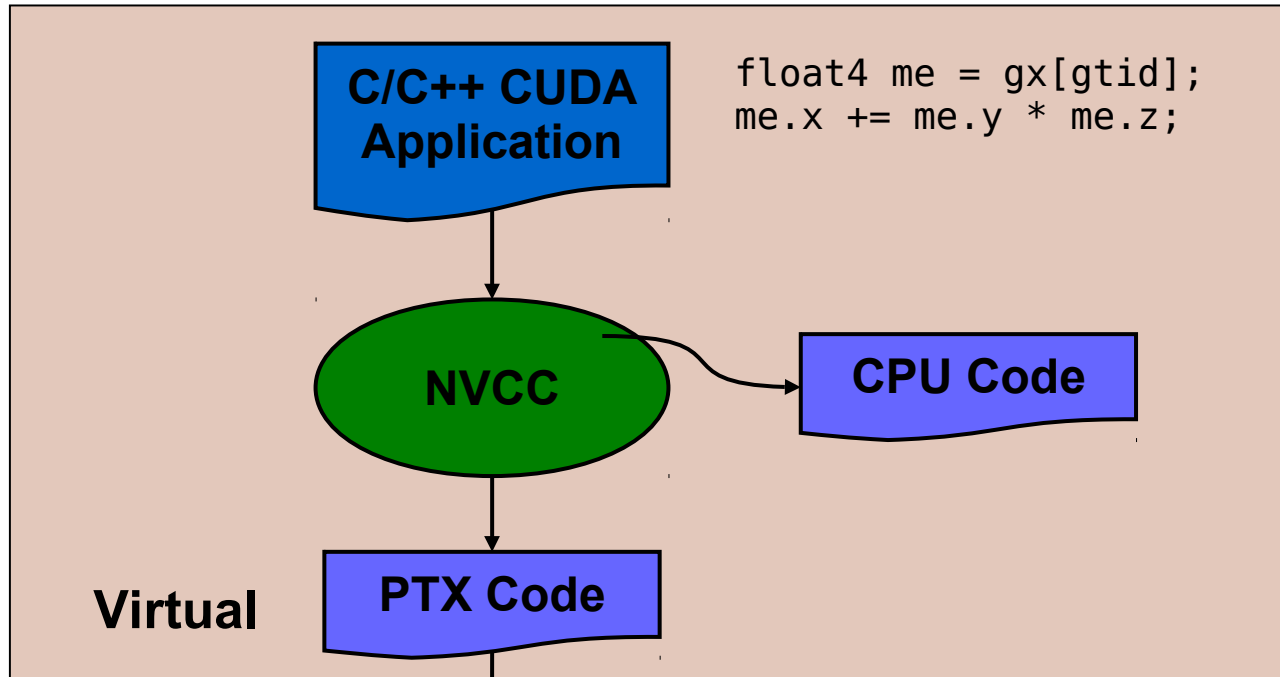 C/C++ CUDA
Application
float4 me = gx[gtid];
me.x += me.y * me.z;
NVCC
CPU Code
Virtual
PTX Code